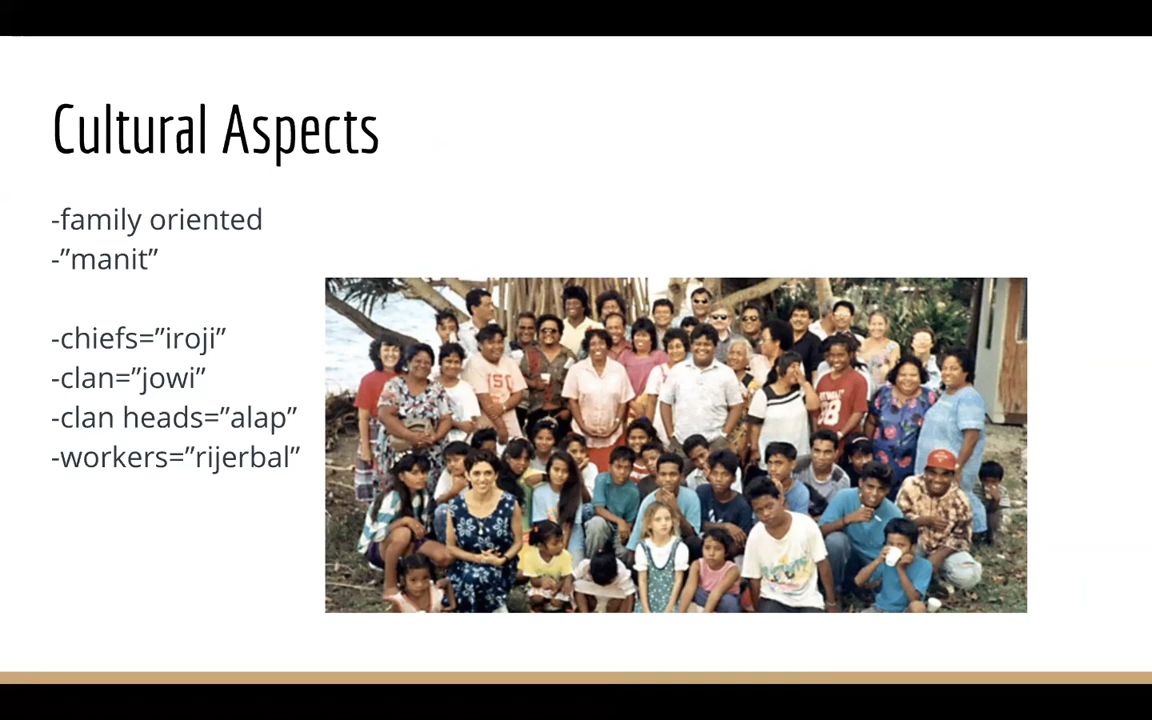 Cultural Aspects
-family oriented
-”manit”
-chiefs=”iroji”
-clan=”jowi”
-clan heads=”alap”
-workers=”rijerbal”